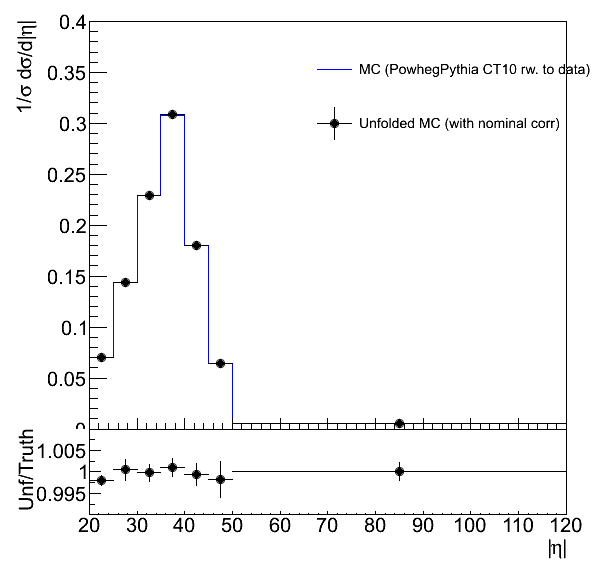 1/σ dσ/d|η|
0.4
0.35
0.3
0.25
0.2
0.15
0.1
0.05
0
MC (PowhegPythia CT10 rw. to data)
Unfolded MC (with nominal corr)
Unf/Truth
1.005
1
0.995
20 30 40 50 60 70 80 90 100 110 120
|η|